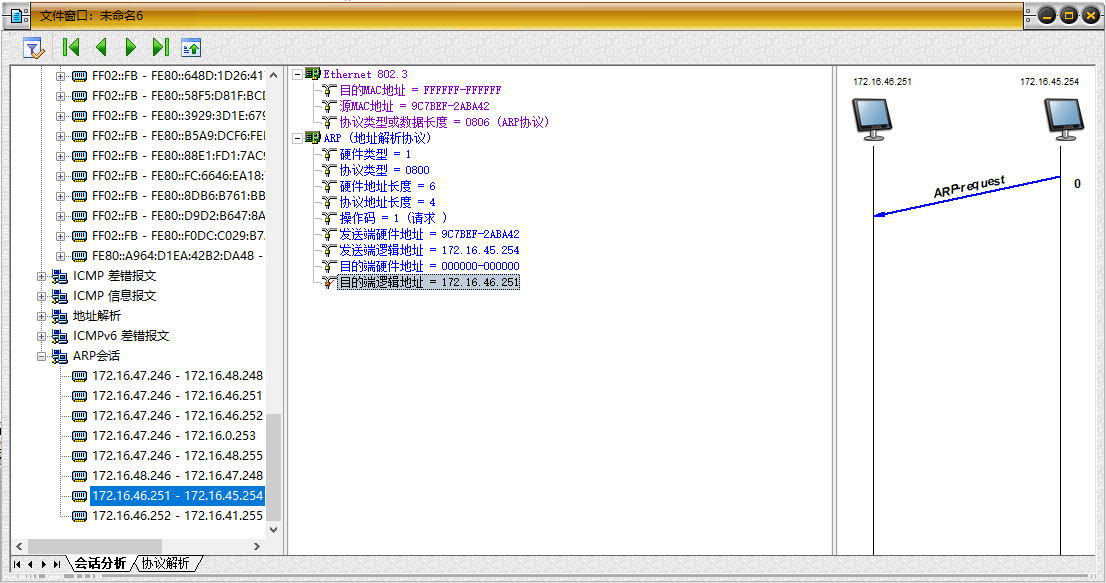 文件窗口: 未命名6
FF02::FB - FE80::648D:1D26:41
FF02::FB - FE80::58F5:D81F:BCI
FF02::FB - FE80::3929:3D1E:679
FF02::FB - FE80::B5A9:DCF6:FEI
FF02::FB - FE80::88E1:FD1:7AC9
FF02::FB - FE80::FC:6646:EA18:
FF02::FB - FE80::8DB6:B761:BB
FF02::FB - FE80::D9D2:B647:8A
FF02::FB - FE80::F0DC:C029:B7
FE80::A964:D1EA:42B2:DA48 -
ICMP 差错报文
ICMP 信息报文
地址解析
ICMPv6 差错报文
ARP会话
172.16.47.246 - 172.16.48.248
172.16.47.246 - 172.16.46.251
172.16.47.246 - 172.16.46.252
172.16.47.246 - 172.16.0.253
172.16.47.246 - 172.16.48.255
172.16.48.246 - 172.16.47.248
172.16.46.251 - 172.16.45.254
172.16.46.252 - 172.16.41.255
会话分析
协议解析
Ethernet 802.3
目的MAC地址 = FFFFFF-FFFFFF
源MAC地址 = 9C7BEF-2ABA42
协议类型或数据长度 = 0806 (ARP协议)
ARP (地址解析协议)
硬件类型 = 1
协议类型 = 0800
硬件地址长度 = 6
协议地址长度 = 4
操作码 = 1 (请求 )
发送端硬件地址 = 9C7BEF-2ABA42
发送端逻辑地址 = 172.16.45.254
目的端硬件地址 = 000000-000000
目的端逻辑地址 = 172.16.46.251
172.16.46.251
172.16.45.254
ARP-request
0